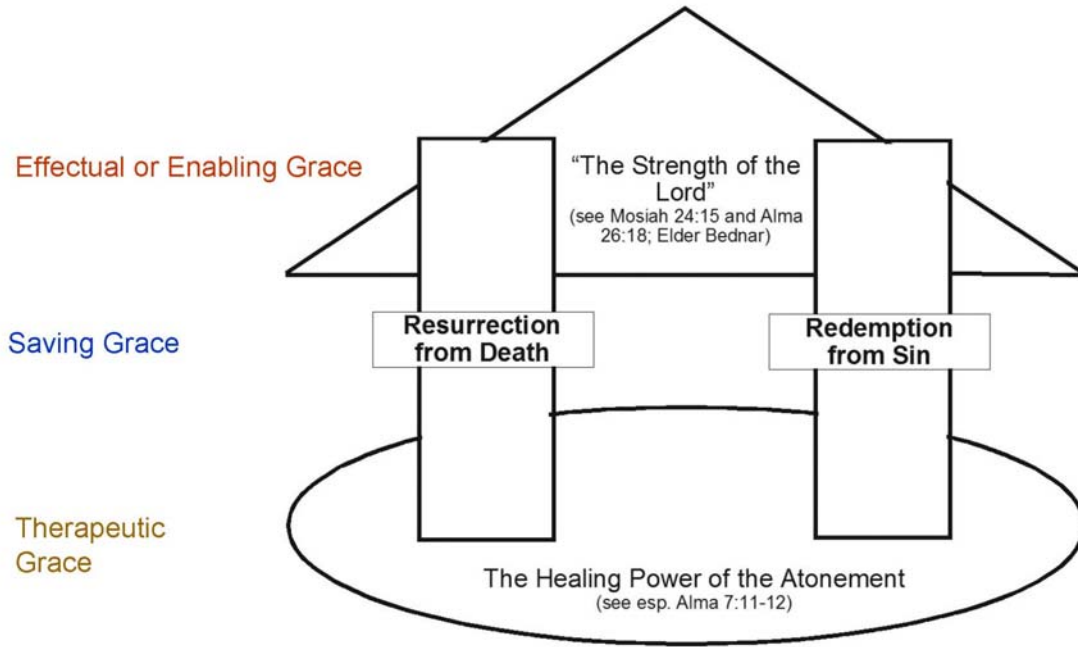 Effectual or Enabling Grace
“The Strength of the
Lord”
(see Mosiah 24:15 and Alma
26:18; Elder Bednar)
Saving Grace
Resurrection
from Death
Redemption
from Sin
Therapeutic
Grace
The Healing Power of the Atonement
(see esp. Alma 7:11-12)